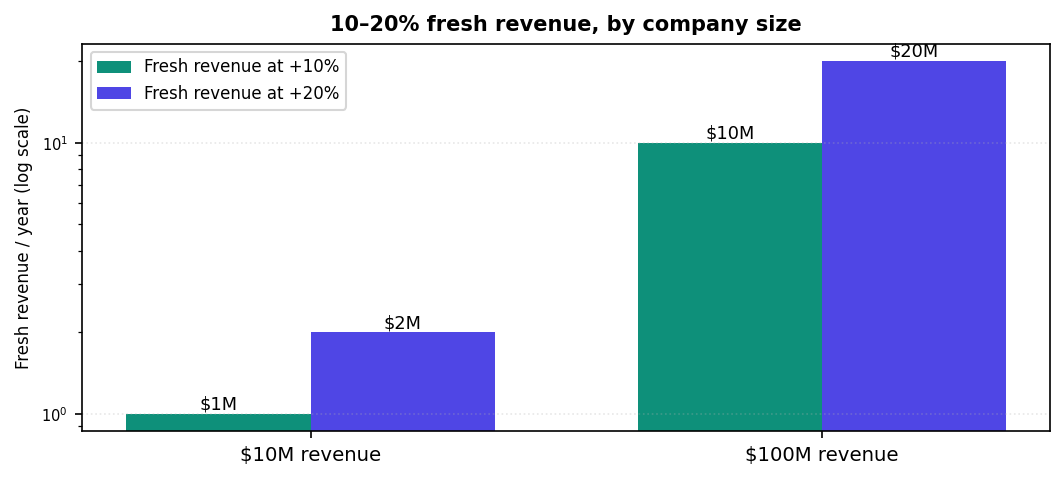 10–20% fresh revenue, by company size
Fresh revenue at +10%
Fresh revenue at +20%
Fresh revenue / year (log scale)
10¹
10⁰
$1M
$2M
$10M
$20M
$10M revenue
$100M revenue